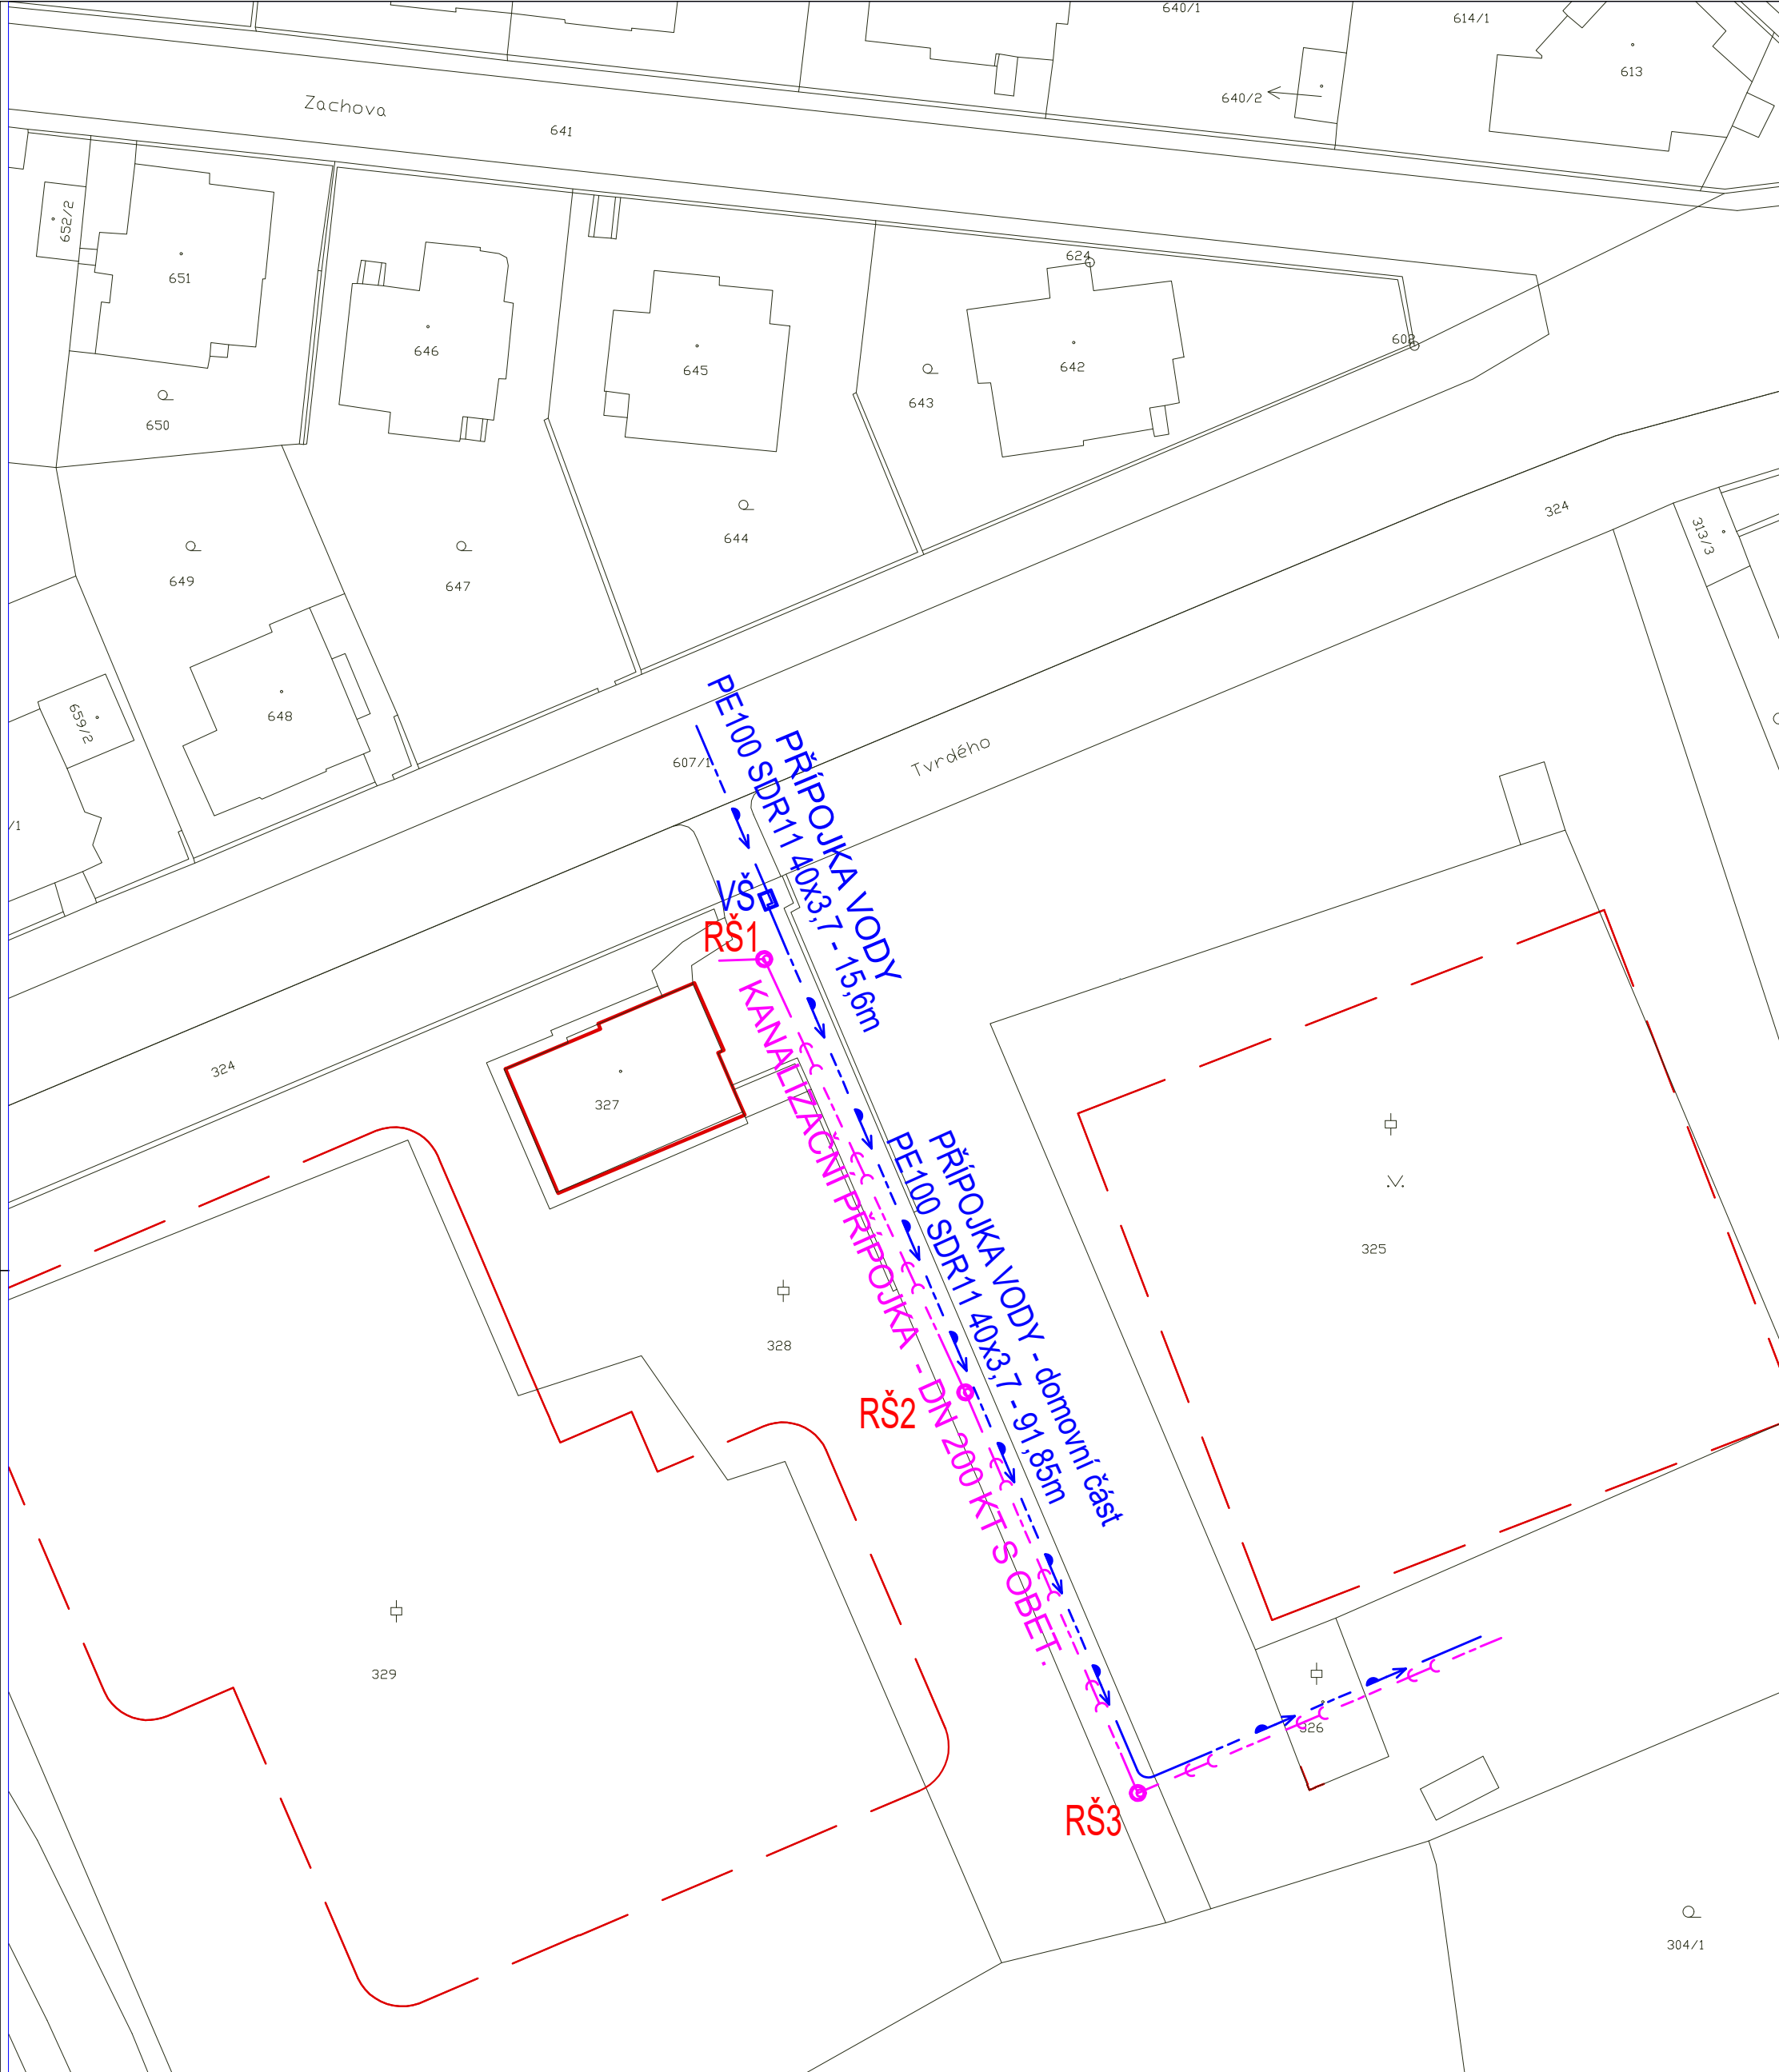 640/1
614/1
613
640/2
Zachova
641
652/2
651
624
602
646
645
642
643
650
324
313/3
644
649
647
648
659/2
607/1
Tvrdého
/1
PŘÍPOJKA VODY
PE100 SDR11 40x3,7 - 15,6m
VŠ
RŠ1
324
327
KANALIZAČNÍ PŘÍPOJKA - DN 200 KT S OBET.
PŘÍPOJKA VODY - domovní část
PE100 SDR11 40x3,7 - 91,85m
325
328
RŠ2
329
326
RŠ3
304/1